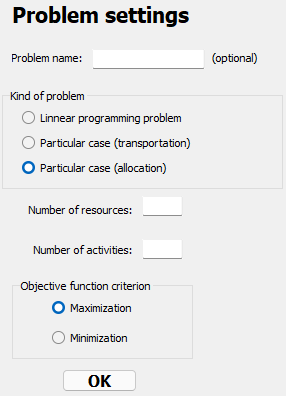 Problem settings
Problem name: (optional)
Kind of problem
Linnear programming problem
Particular case (transportation)
Particular case (allocation)
Number of resources:
Number of activities:
Objective function criterion
Maximization
Minimization
OK